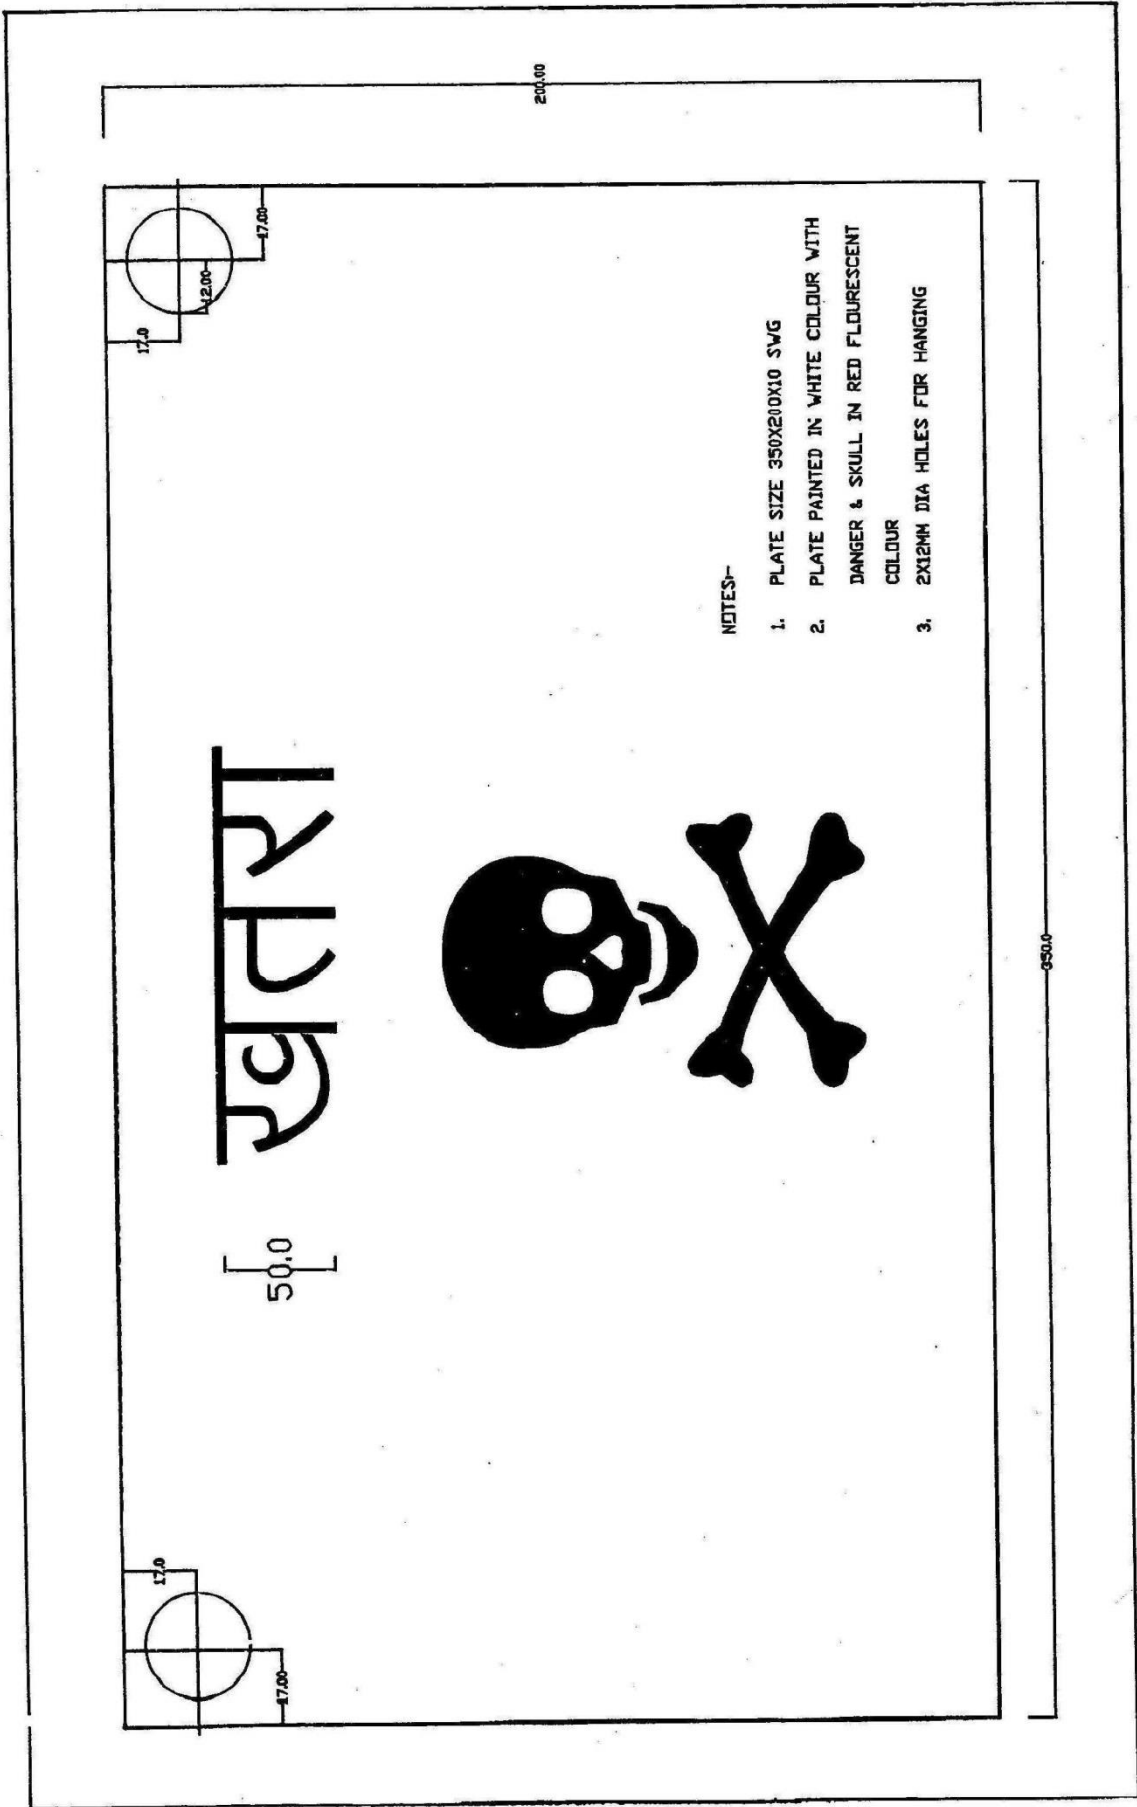 200.00
17.0
12.00
17.00
17.0
17.00
50.0
खतरा
NOTES:-
1. PLATE SIZE 350X200X10 SWG
2. PLATE PAINTED IN WHITE COLOUR WITH
DANGER & SKULL IN RED FLOURESCENT
COLOUR
3. 2X12MM DIA HOLES FOR HANGING
350.0